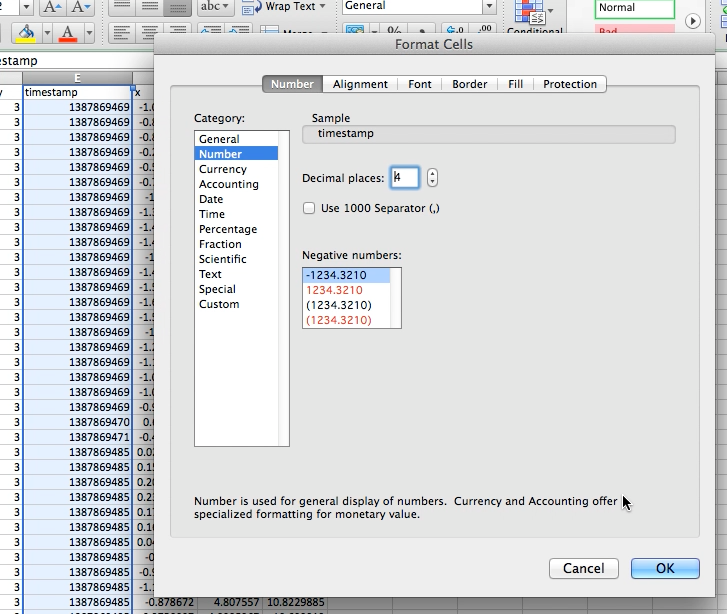 2 A A abc Wrap Text General Normal
A Merge % Conditional Bad
estamp
Format Cells
E
Number Alignment Font Border Fill Protection
y timestamp x
3 1387869469 -1.0
3 1387869469 -0.8
3 1387869469 -0.8
3 1387869469 -0.2
3 1387869469 -0.5
3 1387869469 -0.7
3 1387869469 -1
3 1387869469 -1.3
3 1387869469 -1.4
3 1387869469 -1.4
3 1387869469 -1
3 1387869469 -1.4
3 1387869469 -1.6
3 1387869469 -1.6
3 1387869469 -1.5
3 1387869469 -1
3 1387869469 -1.2
3 1387869469 -1.1
3 1387869469 -1.0
3 1387869469 -1.0
3 1387869469 -0.9
3 1387869470 0.0
3 1387869471 -0.4
3 1387869485 0.02
3 1387869485 0.15
3 1387869485 0.20
3 1387869485 0.21
3 1387869485 0.17
3 1387869485 0.10
3 1387869485 0.04
3 1387869485 -0
3 1387869485 -0.9
3 1387869485 -1.
3 1387869485 -0.878672 4.807557 10.8229885
Category:
General
Number
Currency
Accounting
Date
Time
Percentage
Fraction
Scientific
Text
Special
Custom
Sample
timestamp
Decimal places: 4
Use 1000 Separator (,)
Negative numbers:
-1234.3210
1234.3210
(1234.3210)
(1234.3210)
Number is used for general display of numbers. Currency and Accounting offer
specialized formatting for monetary value.
Cancel OK